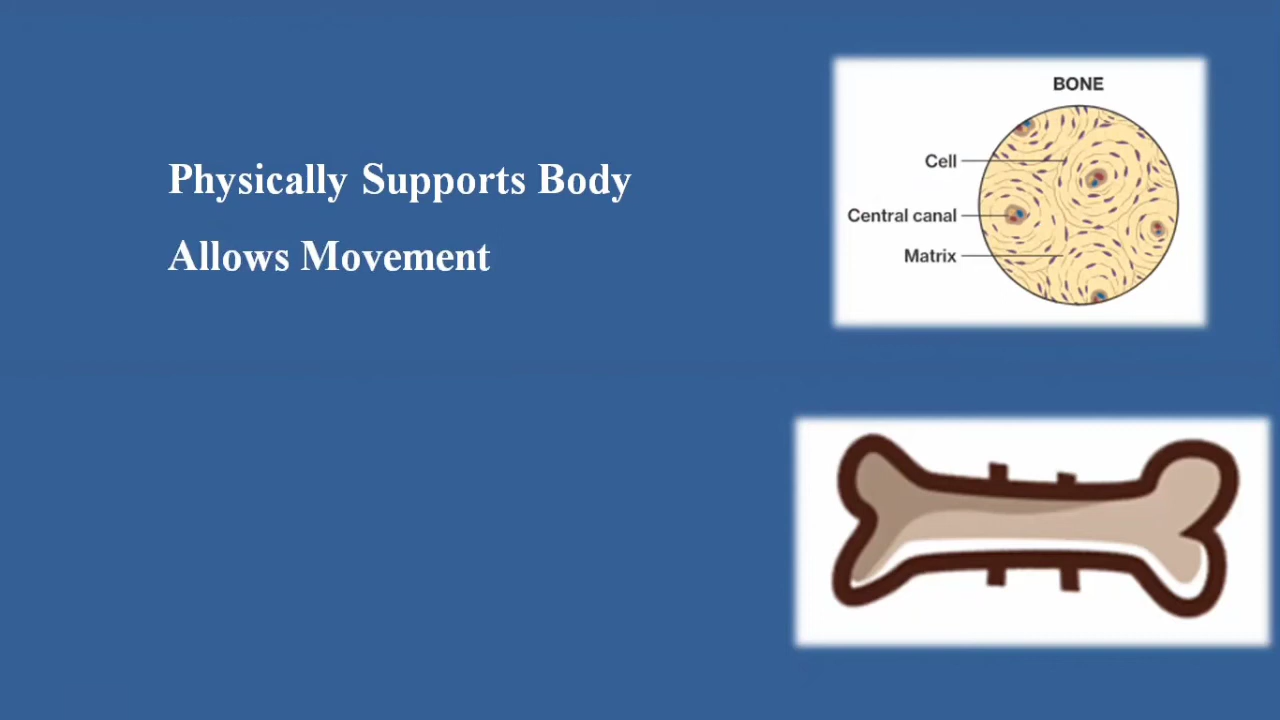 Physically Supports Body
Allows Movement
BONE
Cell
Central canal
Matrix